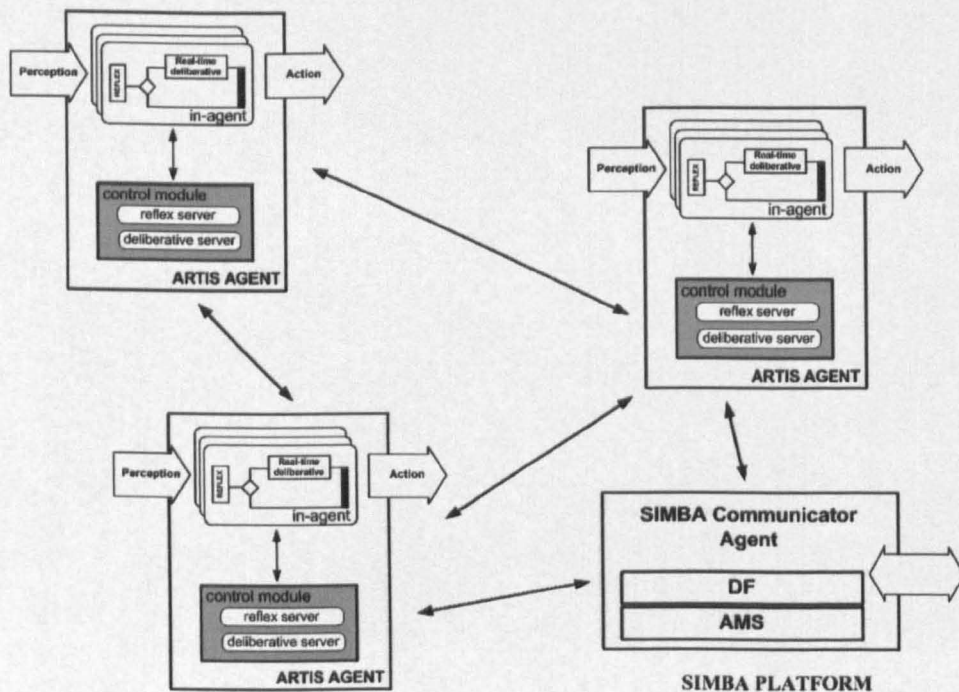 Perception
REFLEX
Real-time
deliberative
in-agent
Action
control module
reflex server
deliberative server
ARTIS AGENT
Perception
REFLEX
Real-time
deliberative
in-agent
Action
control module
reflex server
deliberative server
ARTIS AGENT
Perception
REFLEX
Real-time
deliberative
in-agent
Action
control module
reflex server
deliberative server
ARTIS AGENT
SIMBA Communicator
Agent
DF
AMS
SIMBA PLATFORM